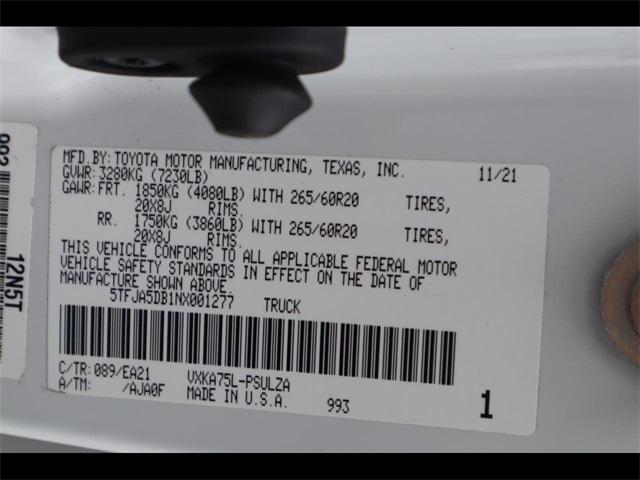 MFD.BY: TOYOTA MOTOR MANUFACTURING, TEXAS, INC. 11/21
GVWR: 3280KG (7230LB)
GAWR: FRT. 1850KG (4080LB) WITH 265/60R20 TIRES,
20X8J RIMS.
RR. 1750KG (3860LB) WITH 265/60R20 TIRES,
20X8J RIMS.
THIS VEHICLE CONFORMS TO ALL APPLICABLE FEDERAL MOTOR
VEHICLE SAFETY STANDARDS IN EFFECT ON THE DATE OF
MANUFACTURE SHOWN ABOVE.
5TFJA5DB1NX001277 TRUCK
C/TR: 089/EA21 VXKA75L-PSULZA
A/TM: /AJA0F MADE IN U.S.A. 993 1
12N5T